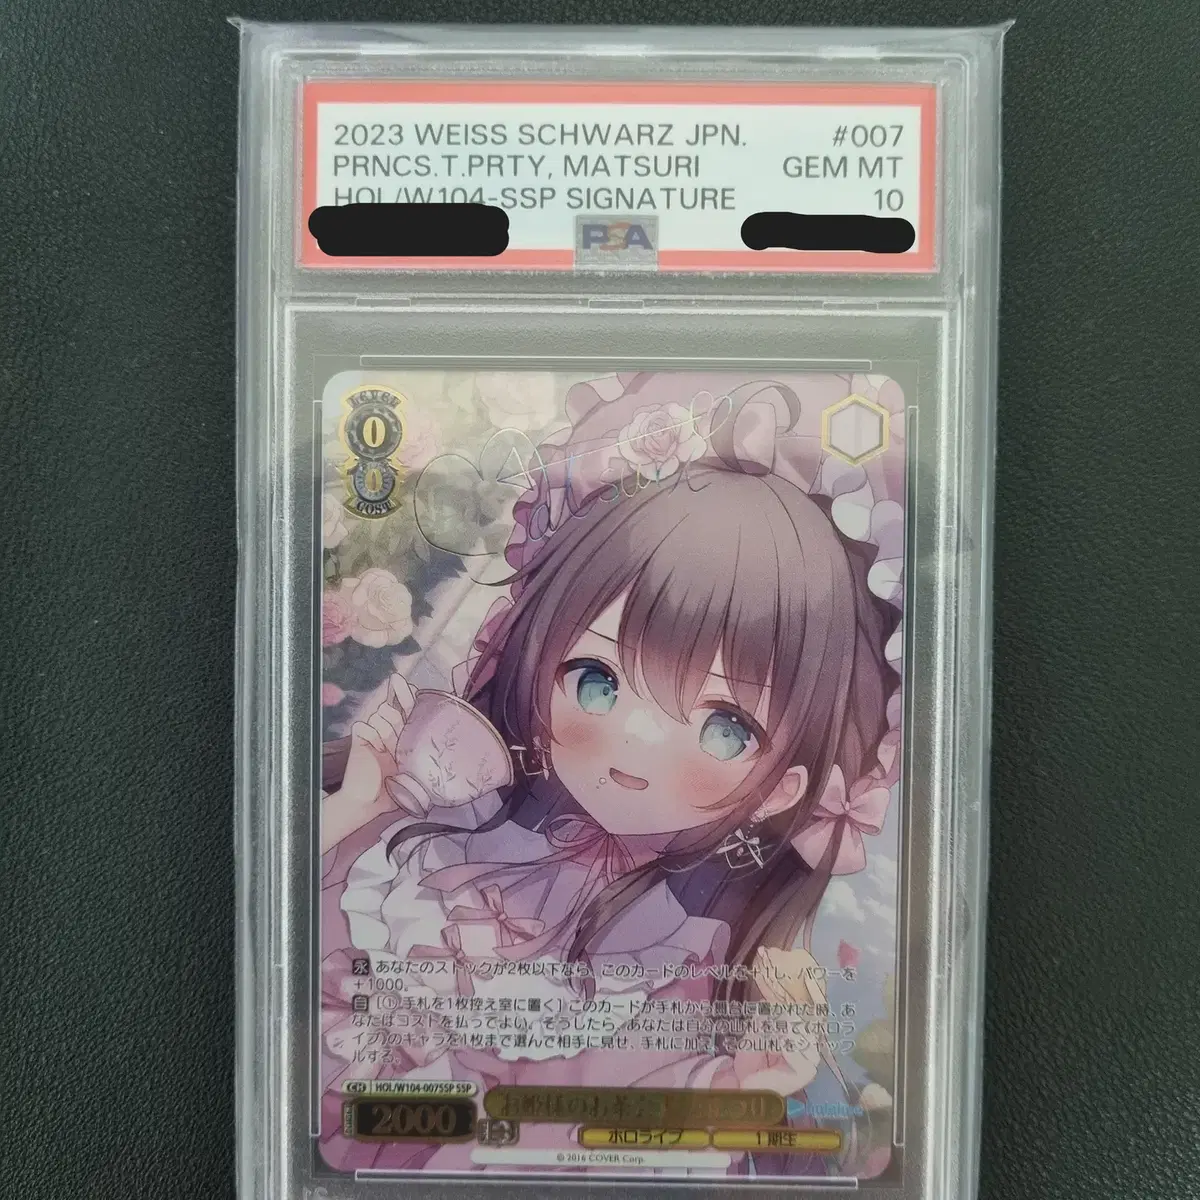 2023 WEISS SCHWARZ JPN. #007
PRNCS.T.PRTY, MATSURI GEM MT
HOL/W104-SSP SIGNATURE 10
PSA
LEVEL
0
0
COST
Matsuri
永 あなたのストックが2枚以下なら、このカードのレベルを+1し、パワーを
+1000。
自 [① 手札を1枚控え室に置く] このカードが手札から舞台に置かれた時、あ
なたはコストを払ってよい。そうしたら、あなたは自分の山札を見て《ホロラ
イブ》のキャラを1枚まで選んで相手に見せ、手札に加え、その山札をシャッフ
ルする。
CH HOL/W104-007SSP SSP
2000
ホロライブ 1期生
© 2016 COVER Corp.